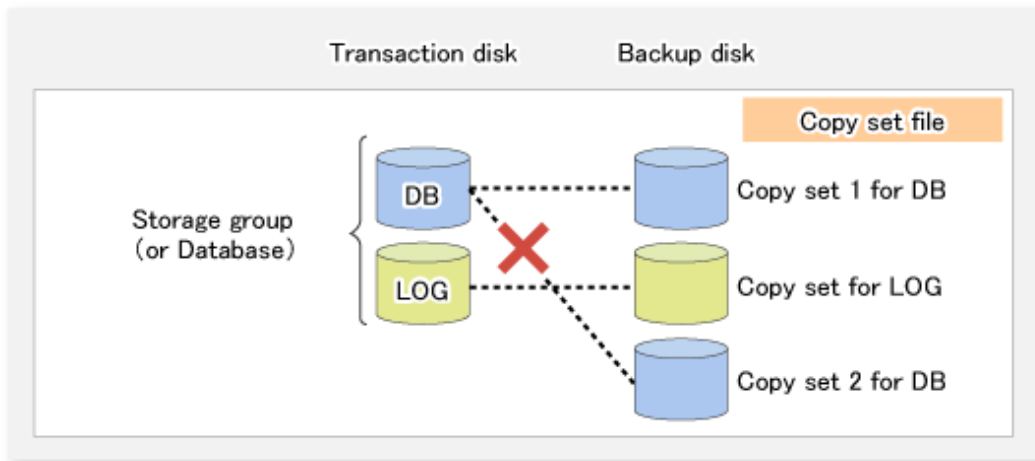 Transaction disk
Backup disk
Copy set file
DB
Copy set 1 for DB
Storage group
(or Database)
LOG
Copy set for LOG
Copy set 2 for DB